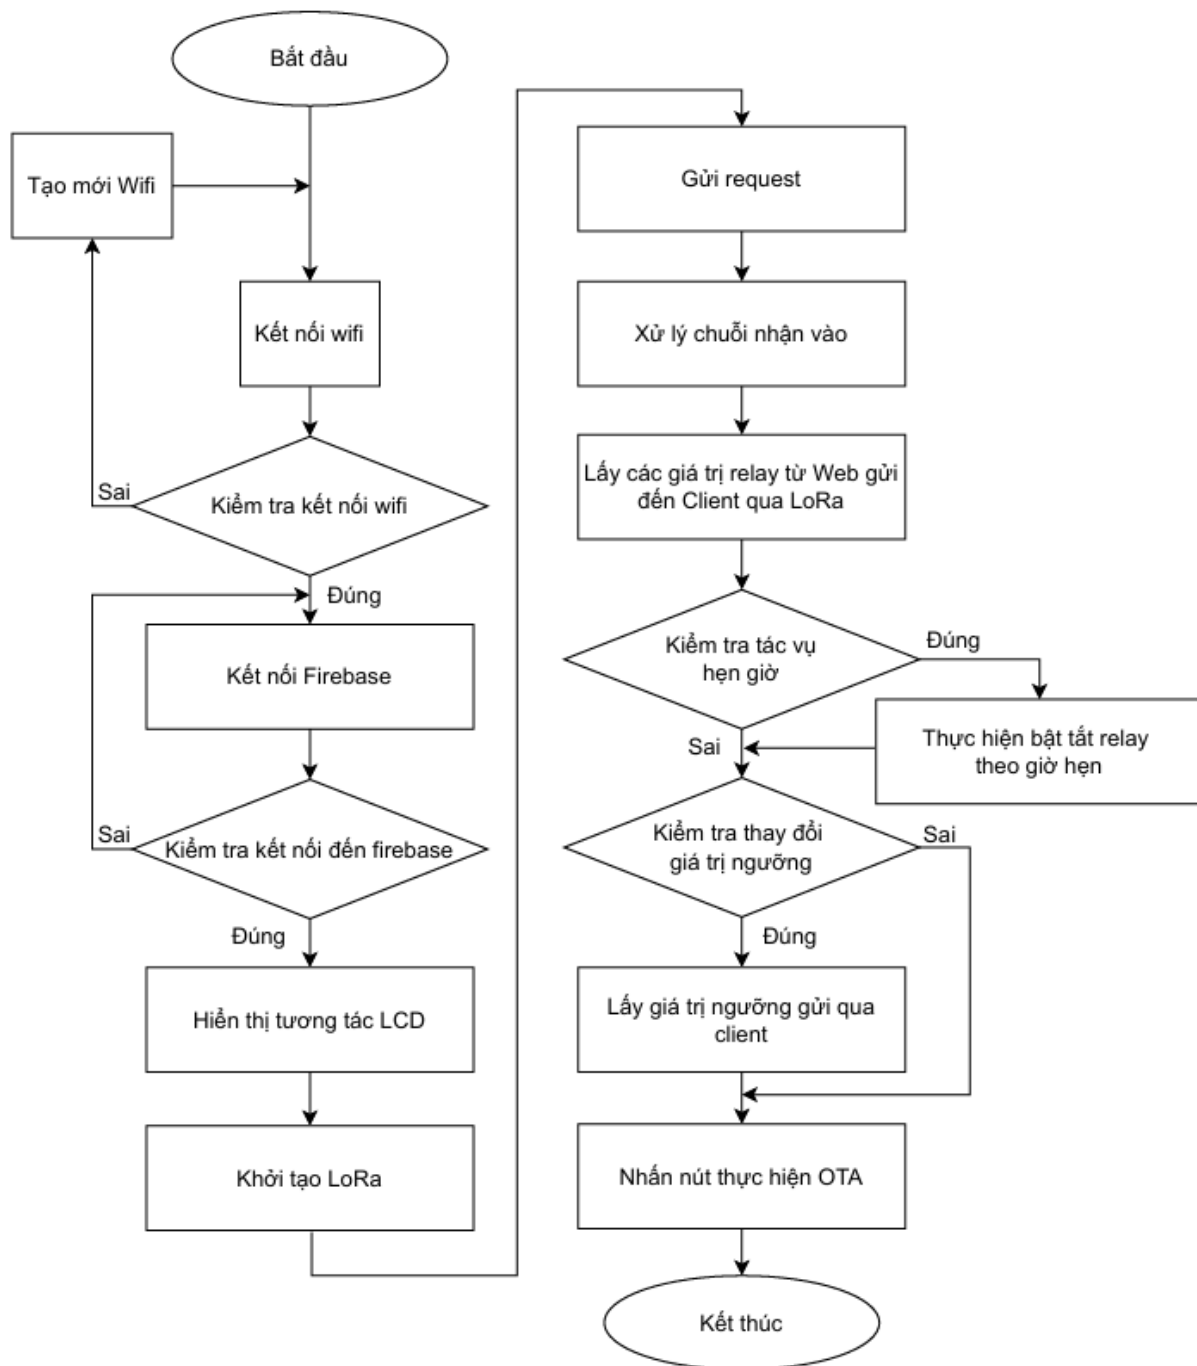 Bắt đầu
Tạo mới Wifi
Kết nối wifi
Kiểm tra kết nối wifi
Sai
Đúng
Kết nối Firebase
Kiểm tra kết nối đến firebase
Sai
Đúng
Hiển thị tương tác LCD
Khởi tạo LoRa
Gửi request
Xử lý chuỗi nhận vào
Lấy các giá trị relay từ Web gửi
đến Client qua LoRa
Kiểm tra tác vụ
hẹn giờ
Đúng
Thực hiện bật tắt relay
theo giờ hẹn
Sai
Kiểm tra thay đổi
giá trị ngưỡng
Sai
Đúng
Lấy giá trị ngưỡng gửi qua
client
Nhấn nút thực hiện OTA
Kết thúc